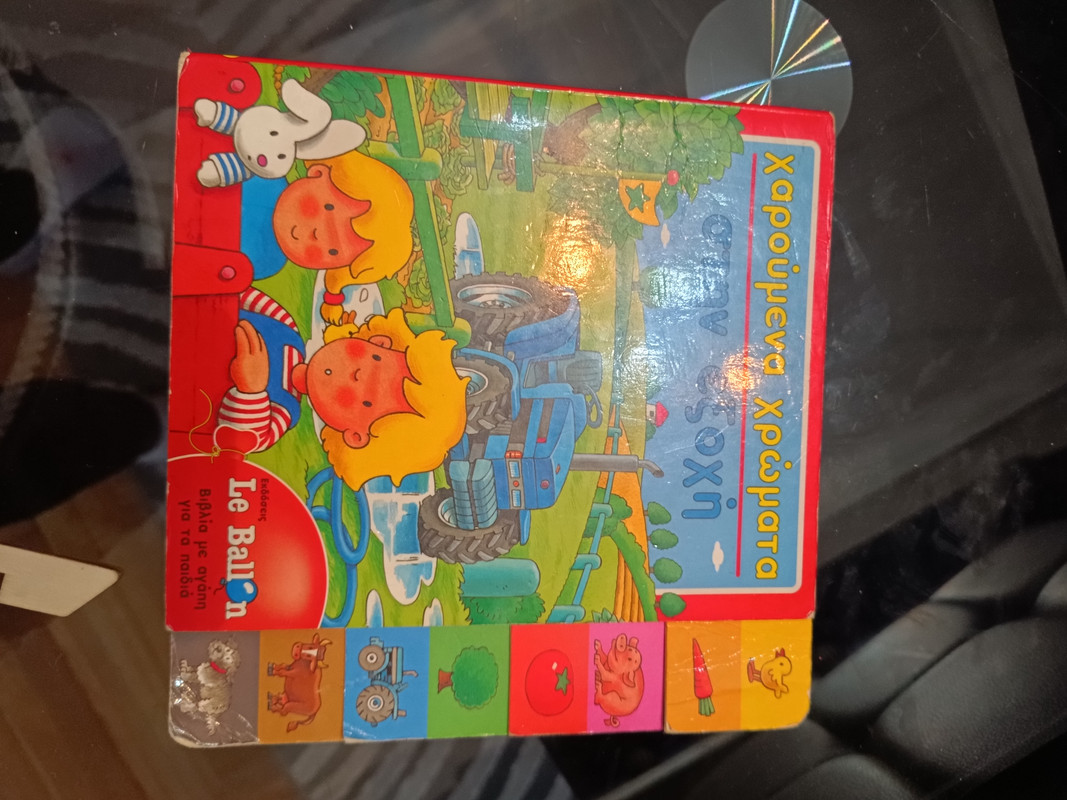 Χαρούμενα χρώματα
στην εξοχή
Εκδόσεις
Le Ballon
Βιβλία με αγάπη
για τα παιδιά